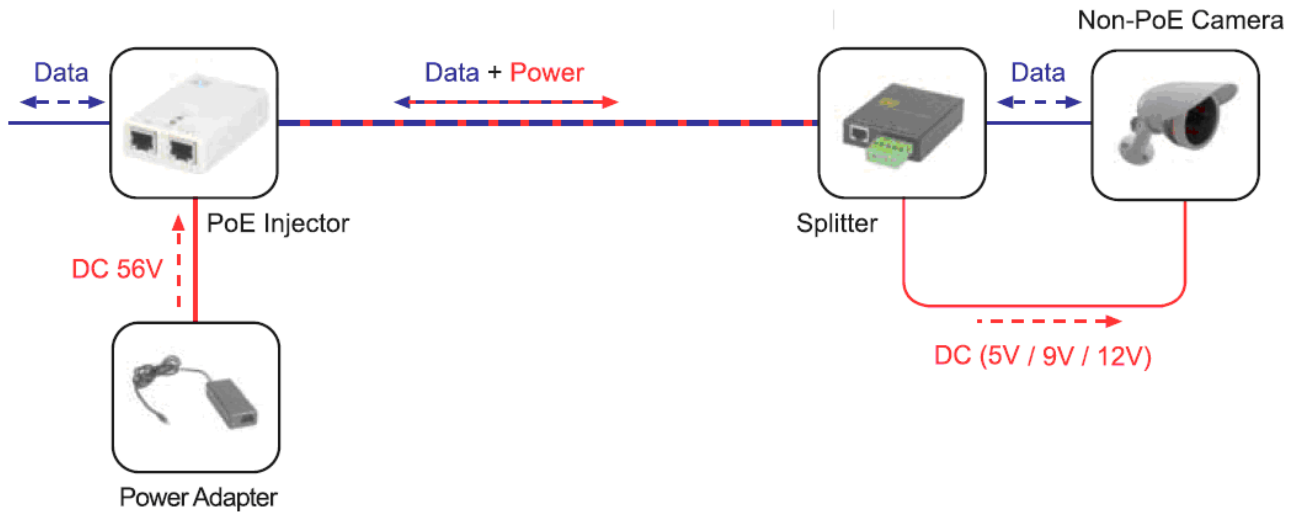 Non-PoE Camera
Data
Data + Power
Data
PoE Injector
Splitter
DC 56V
DC (5V / 9V / 12V)
Power Adapter